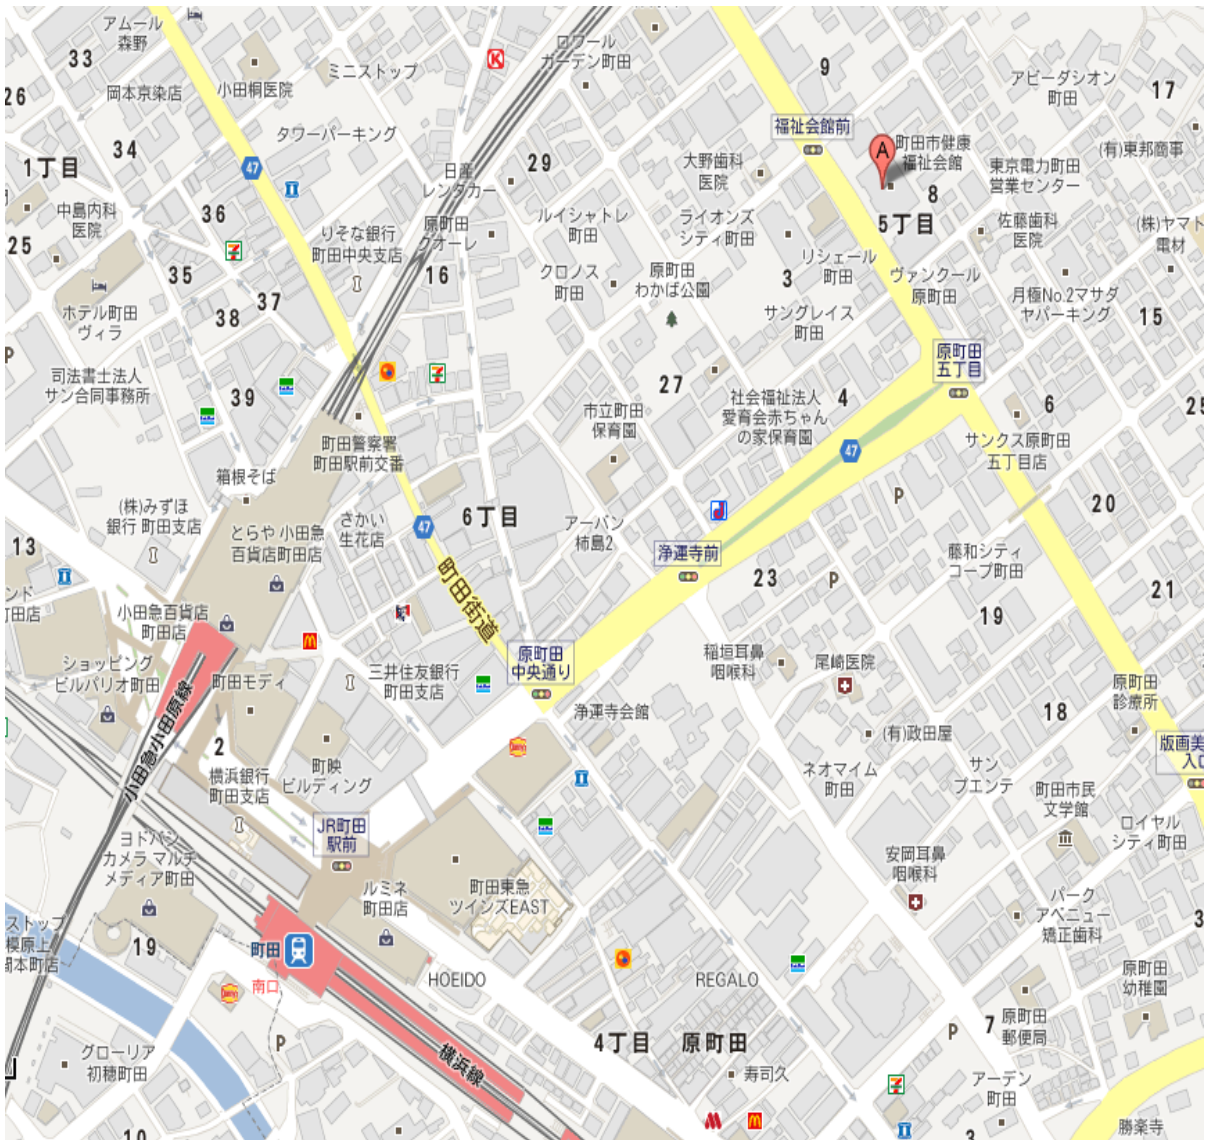 アムール
森野
33
26
岡本京染店
小田桐医院
ミニストップ
K
ロワール
ガーデン町田
9
アビーダシオン
町田
17
34
タワーパーキング
福祉会館前
A
町田市健康
福祉会館
(有)東邦商事
1丁目
47
日産
レンタカー
29
大野歯科
医院
東京電力町田
営業センター
8
中島内科
医院
36
25
りそな銀行
町田中央支店
原町田
クオーレ
ルイシャトレ
町田
ライオンズ
シティ町田
5丁目
佐藤歯科
医院
(株)ヤマト
電材
35
7
16
クロノス
町田
原町田
わかば公園
3
リシェール
町田
ヴァンクール
原町田
月極No.2マサダ
ヤパーキング
15
37
38
ホテル町田
ヴィラ
サングレイス
町田
P
原町田
五丁目
司法書士法人
サン合同事務所
39
7
27
社会福祉法人
愛育会赤ちゃん
の家保育園
4
6
25
市立町田
保育園
町田警察署
町田駅前交番
47
サンクス原町田
五丁目店
箱根そば
(株)みずほ
銀行 町田支店
とらや 小田急
百貨店町田店
さかい
生花店
47
6丁目
アーバン
柿島2
P
20
13
浄運寺前
23
P
藤和シティ
コープ町田
21
町田街道
19
小田急百貨店
町田店
ンド
町田店
ショッピング
ビルパリオ町田
町田モディ
三井住友銀行
町田支店
原町田
中央通り
稲垣耳鼻
咽喉科
尾崎医院
原町田
診療所
小田急小田原線
2
浄運寺会館
18
(有)政田屋
版画美
入口
横浜銀行
町田支店
町映
ビルディング
ネオマイム
町田
サン
プエンテ
町田市民
文学館
JR町田
駅前
ロイヤル
シティ町田
ヨドバシ
カメラ マルチ
メディア町田
安岡耳鼻
咽喉科
ルミネ
町田店
町田東急
ツインズEAST
パーク
アベニュー
矯正歯科
3
ストップ
模原上
岡本町店
19
町田
南口
HOEIDO
REGALO
原町田
幼稚園
P
グローリア
初穂町田
横浜線
4丁目
原町田
7
原町田
郵便局
P
寿司久
アーデン
町田
7
10
3
勝楽寺